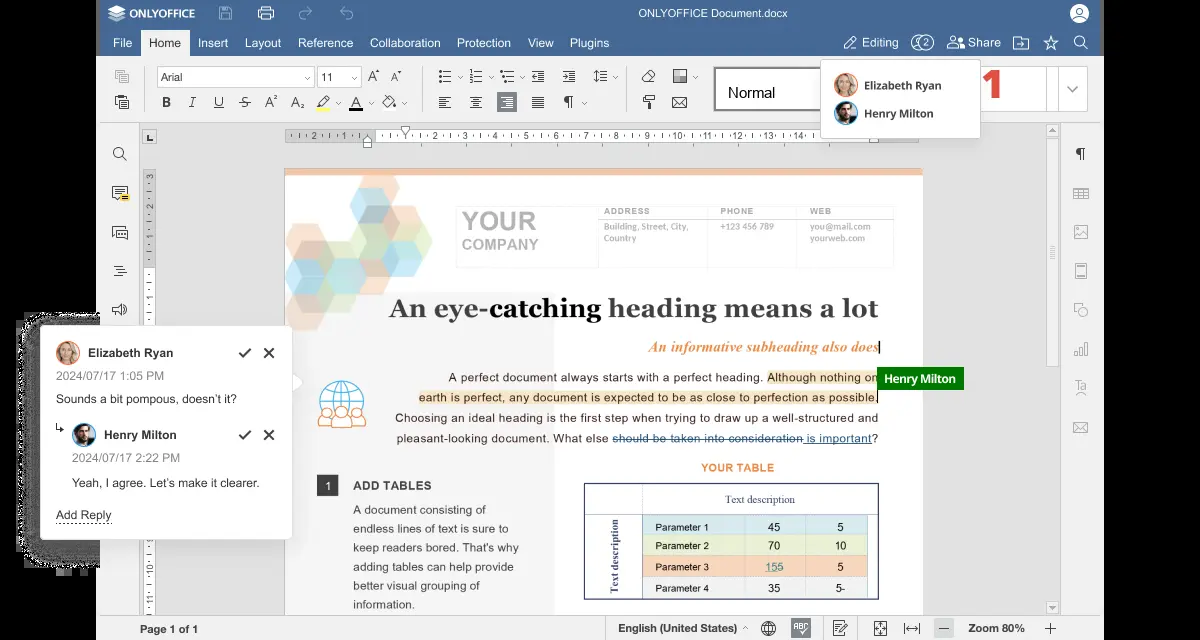 ONLYOFFICE
ONLYOFFICE Document.docx
File Home Insert Layout Reference Collaboration Protection View Plugins
Editing 2 Share
Arial 11
Normal
1
Elizabeth Ryan
Henry Milton
YOUR
COMPANY
ADDRESS PHONE WEB
Building, Street, City, +123 456 789 you@mail.com
Country yourweb.com
An eye-catching heading means a lot
An informative subheading also does
A perfect document always starts with a perfect heading. Although nothing on
Henry Milton
earth is perfect, any document is expected to be as close to perfection as possible.
Choosing an ideal heading is the first step when trying to draw up a well-structured and
pleasant-looking document. What else should be taken into consideration is important?
Elizabeth Ryan
2024/07/17 1:05 PM
Sounds a bit pompous, doesn't it?
Henry Milton
2024/07/17 2:22 PM
Yeah, I agree. Let's make it clearer.
Add Reply
1 ADD TABLES
A document consisting of
endless lines of text is sure to
keep readers bored. That's why
adding tables can help provide
better visual grouping of
information.
YOUR TABLE
Text description
Text description
Parameter 1 45 5
Parameter 2 70 10
Parameter 3 155 5
Parameter 4 35 5-
Page 1 of 1
English (United States)
ABC
Zoom 80%